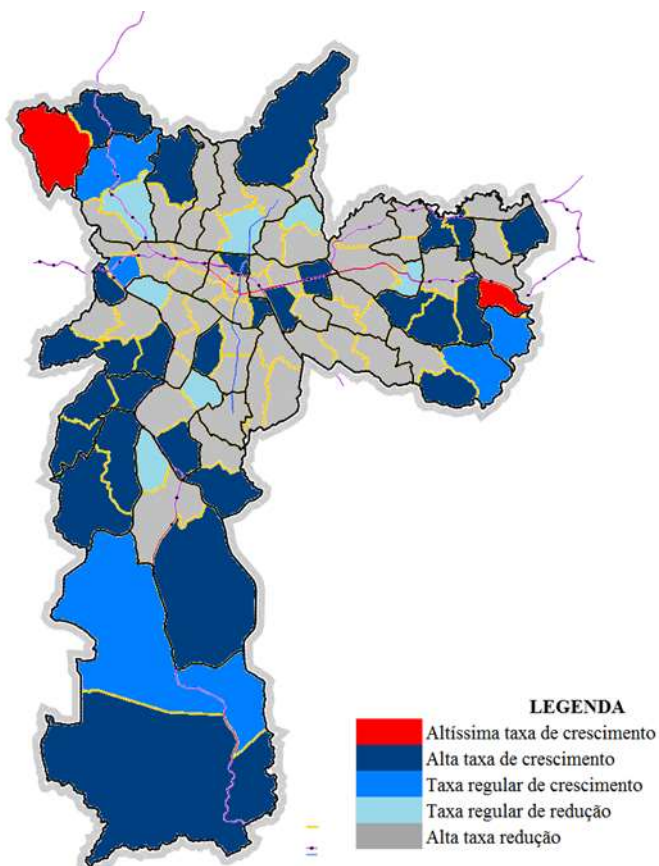 LEGENDA
Altíssima taxa de crescimento
Alta taxa de crescimento
Taxa regular de crescimento
Taxa regular de redução
Alta taxa redução